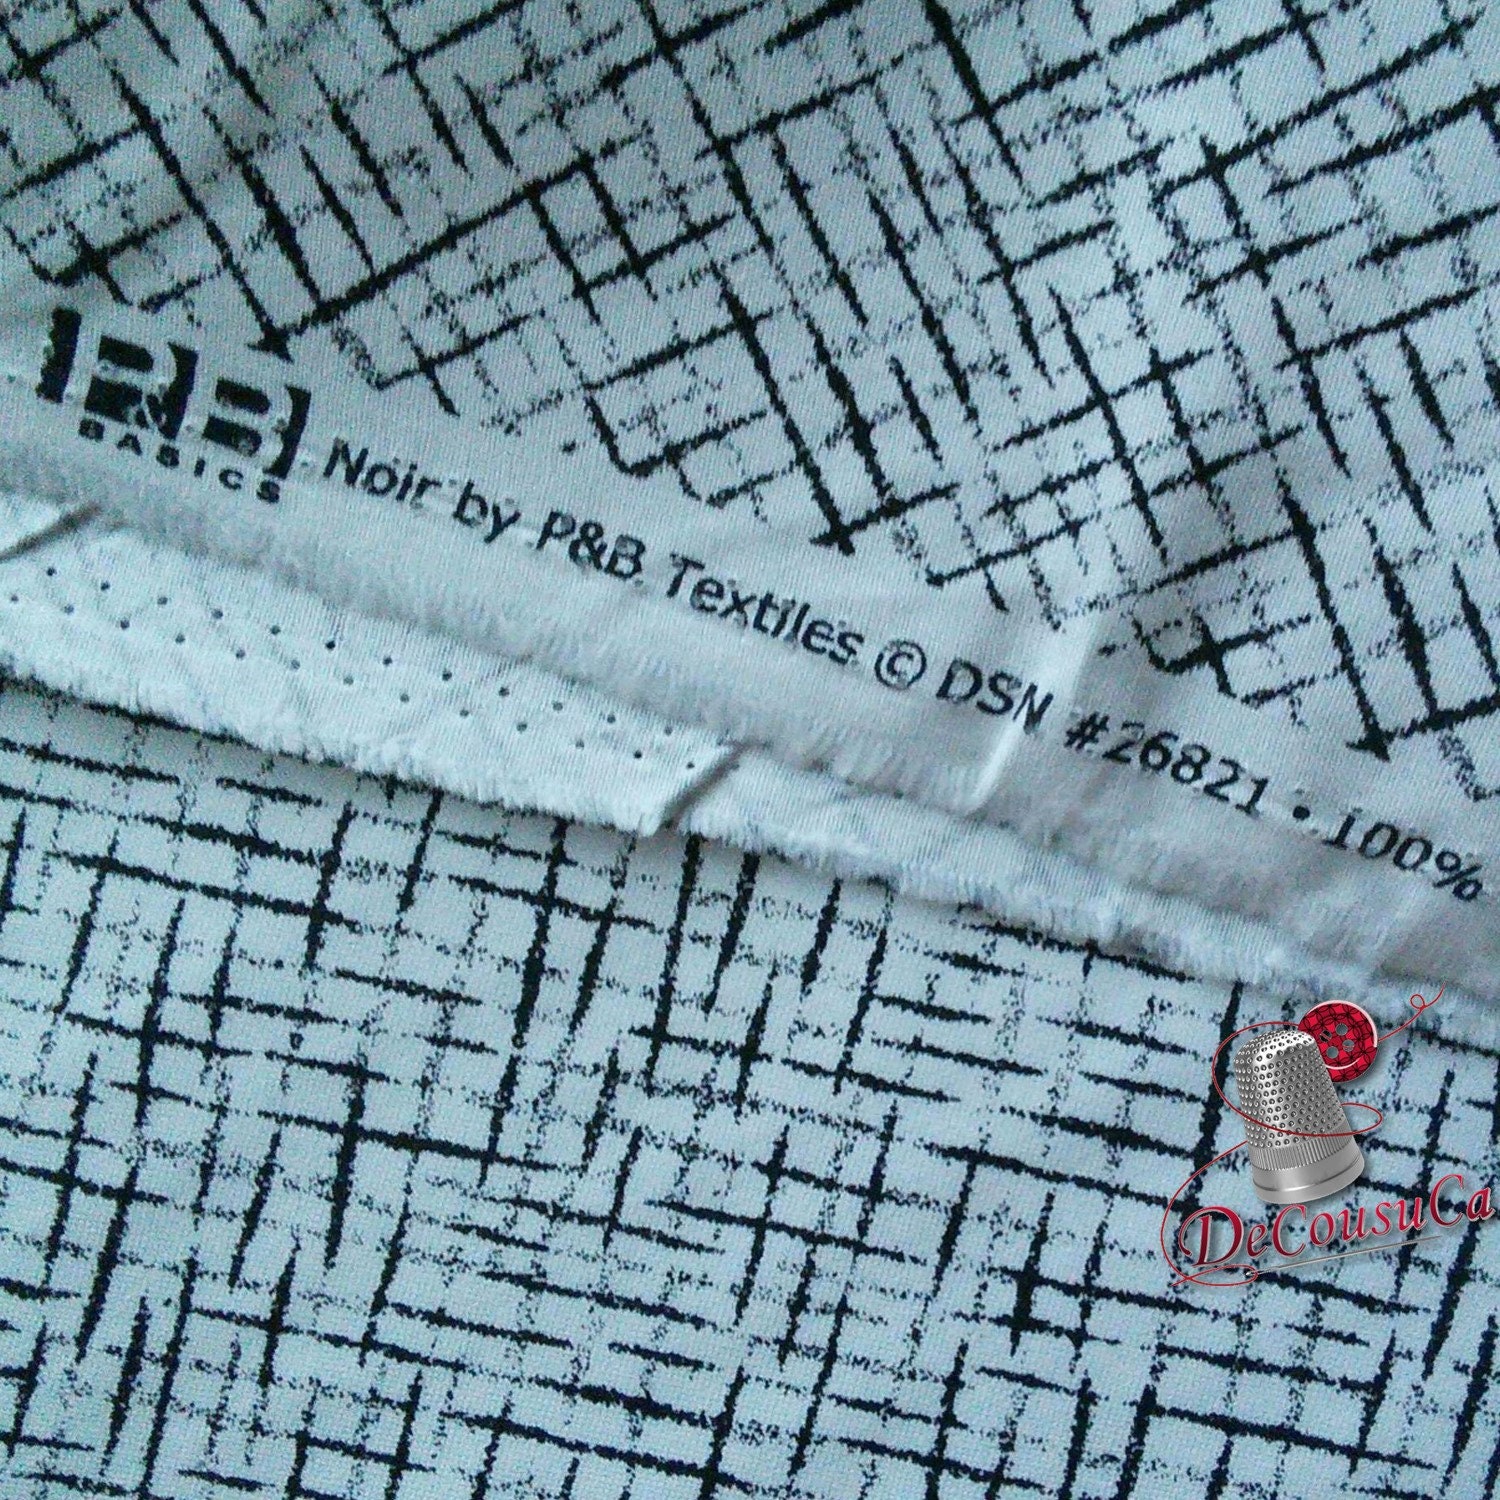 P&B
BASICS
Noir by P&B Textiles © DSN #26821 • 100%
DeCousuCa